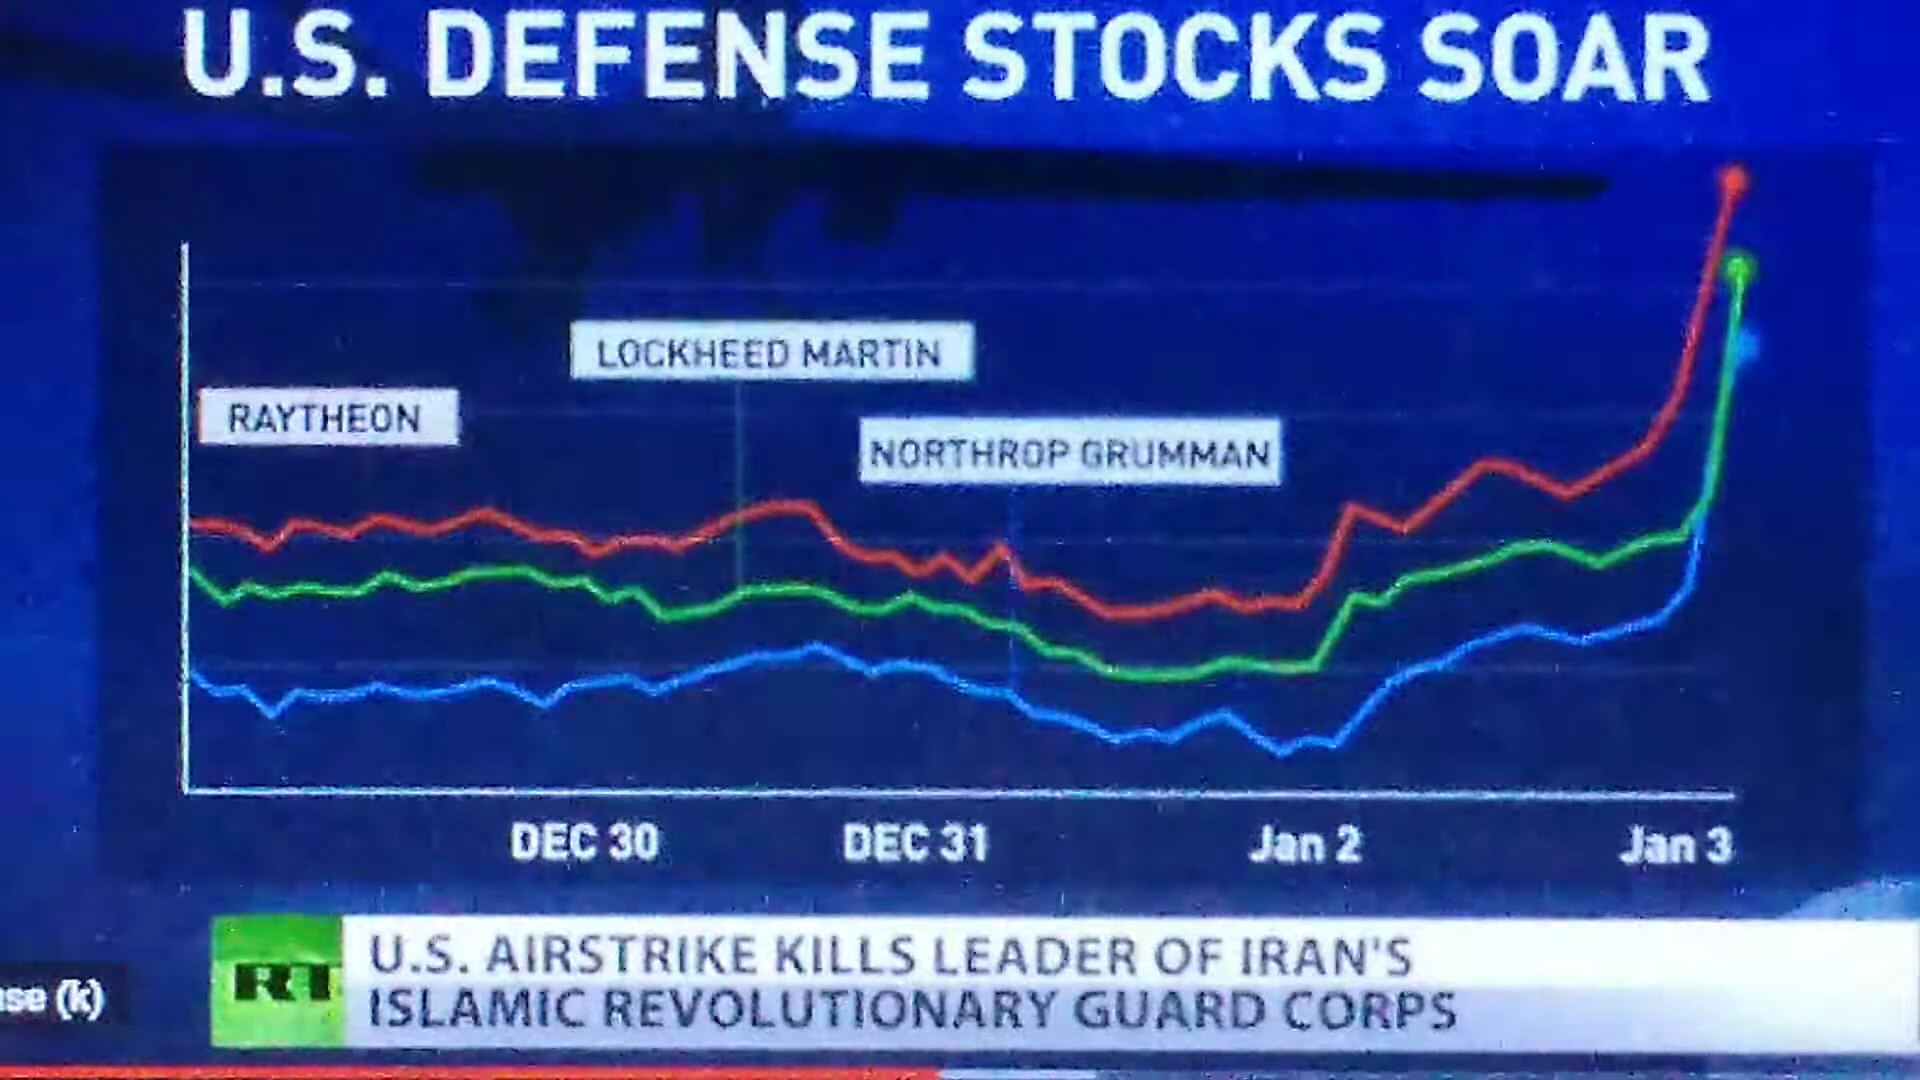 U.S. DEFENSE STOCKS SOAR
LOCKHEED MARTIN
RAYTHEON
NORTHROP GRUMMAN
DEC 30 DEC 31 Jan 2 Jan 3
RT
U.S. AIRSTRIKE KILLS LEADER OF IRAN'S
ISLAMIC REVOLUTIONARY GUARD CORPS
(k)